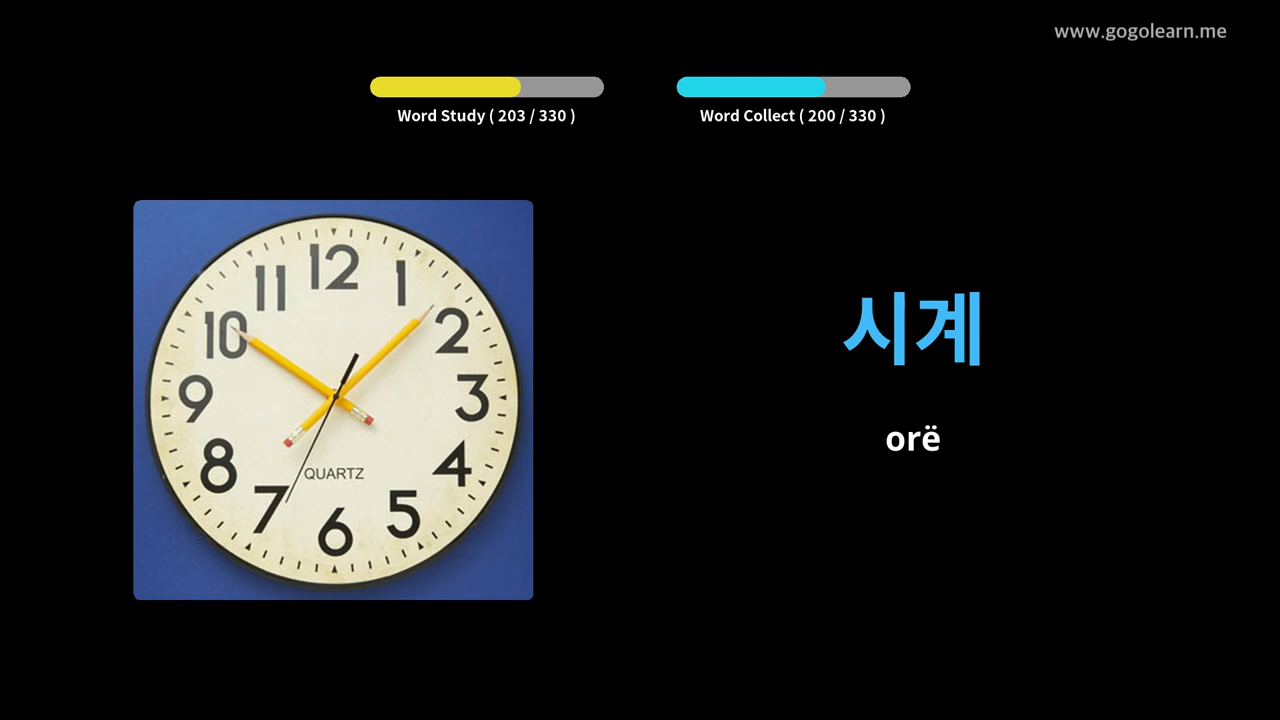 www.gogolearn.me
Word Study ( 203 / 330 )
Word Collect ( 200 / 330 )
12
11
1
10
2
9
3
8
4
QUARTZ
7
5
6
시계
orë